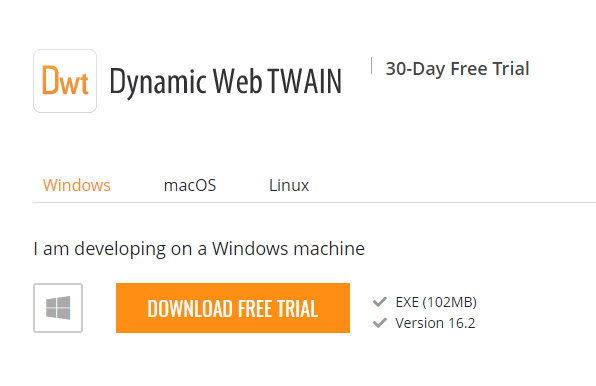 Dwt Dynamic Web TWAIN 30-Day Free Trial
Windows macOS Linux
I am developing on a Windows machine
DOWNLOAD FREE TRIAL
EXE (102MB)
Version 16.2